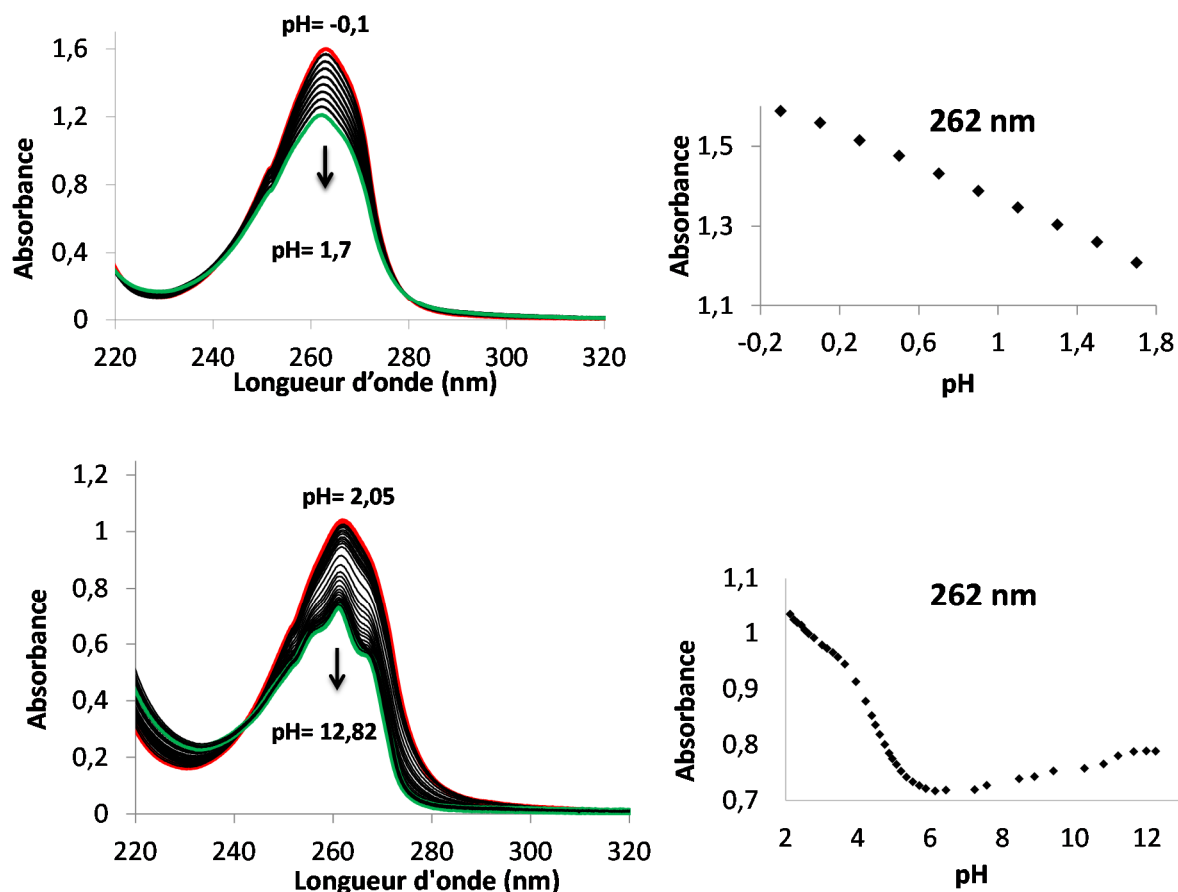 pH= -0,1
1,6
1,2
0,8
0,4
0
Absorbance
pH= 1,7
220 240 260 280 300 320
Longueur d’onde (nm)
262 nm
1,5
1,3
1,1
Absorbance
-0,2 0,2 0,6 1 1,4 1,8
pH
1,2
1
0,8
0,6
0,4
0,2
0
Absorbance
pH= 2,05
pH= 12,82
220 240 260 280 300 320
Longueur d'onde (nm)
262 nm
1,1
1
0,9
0,8
0,7
Absorbance
2 4 6 8 10 12
pH